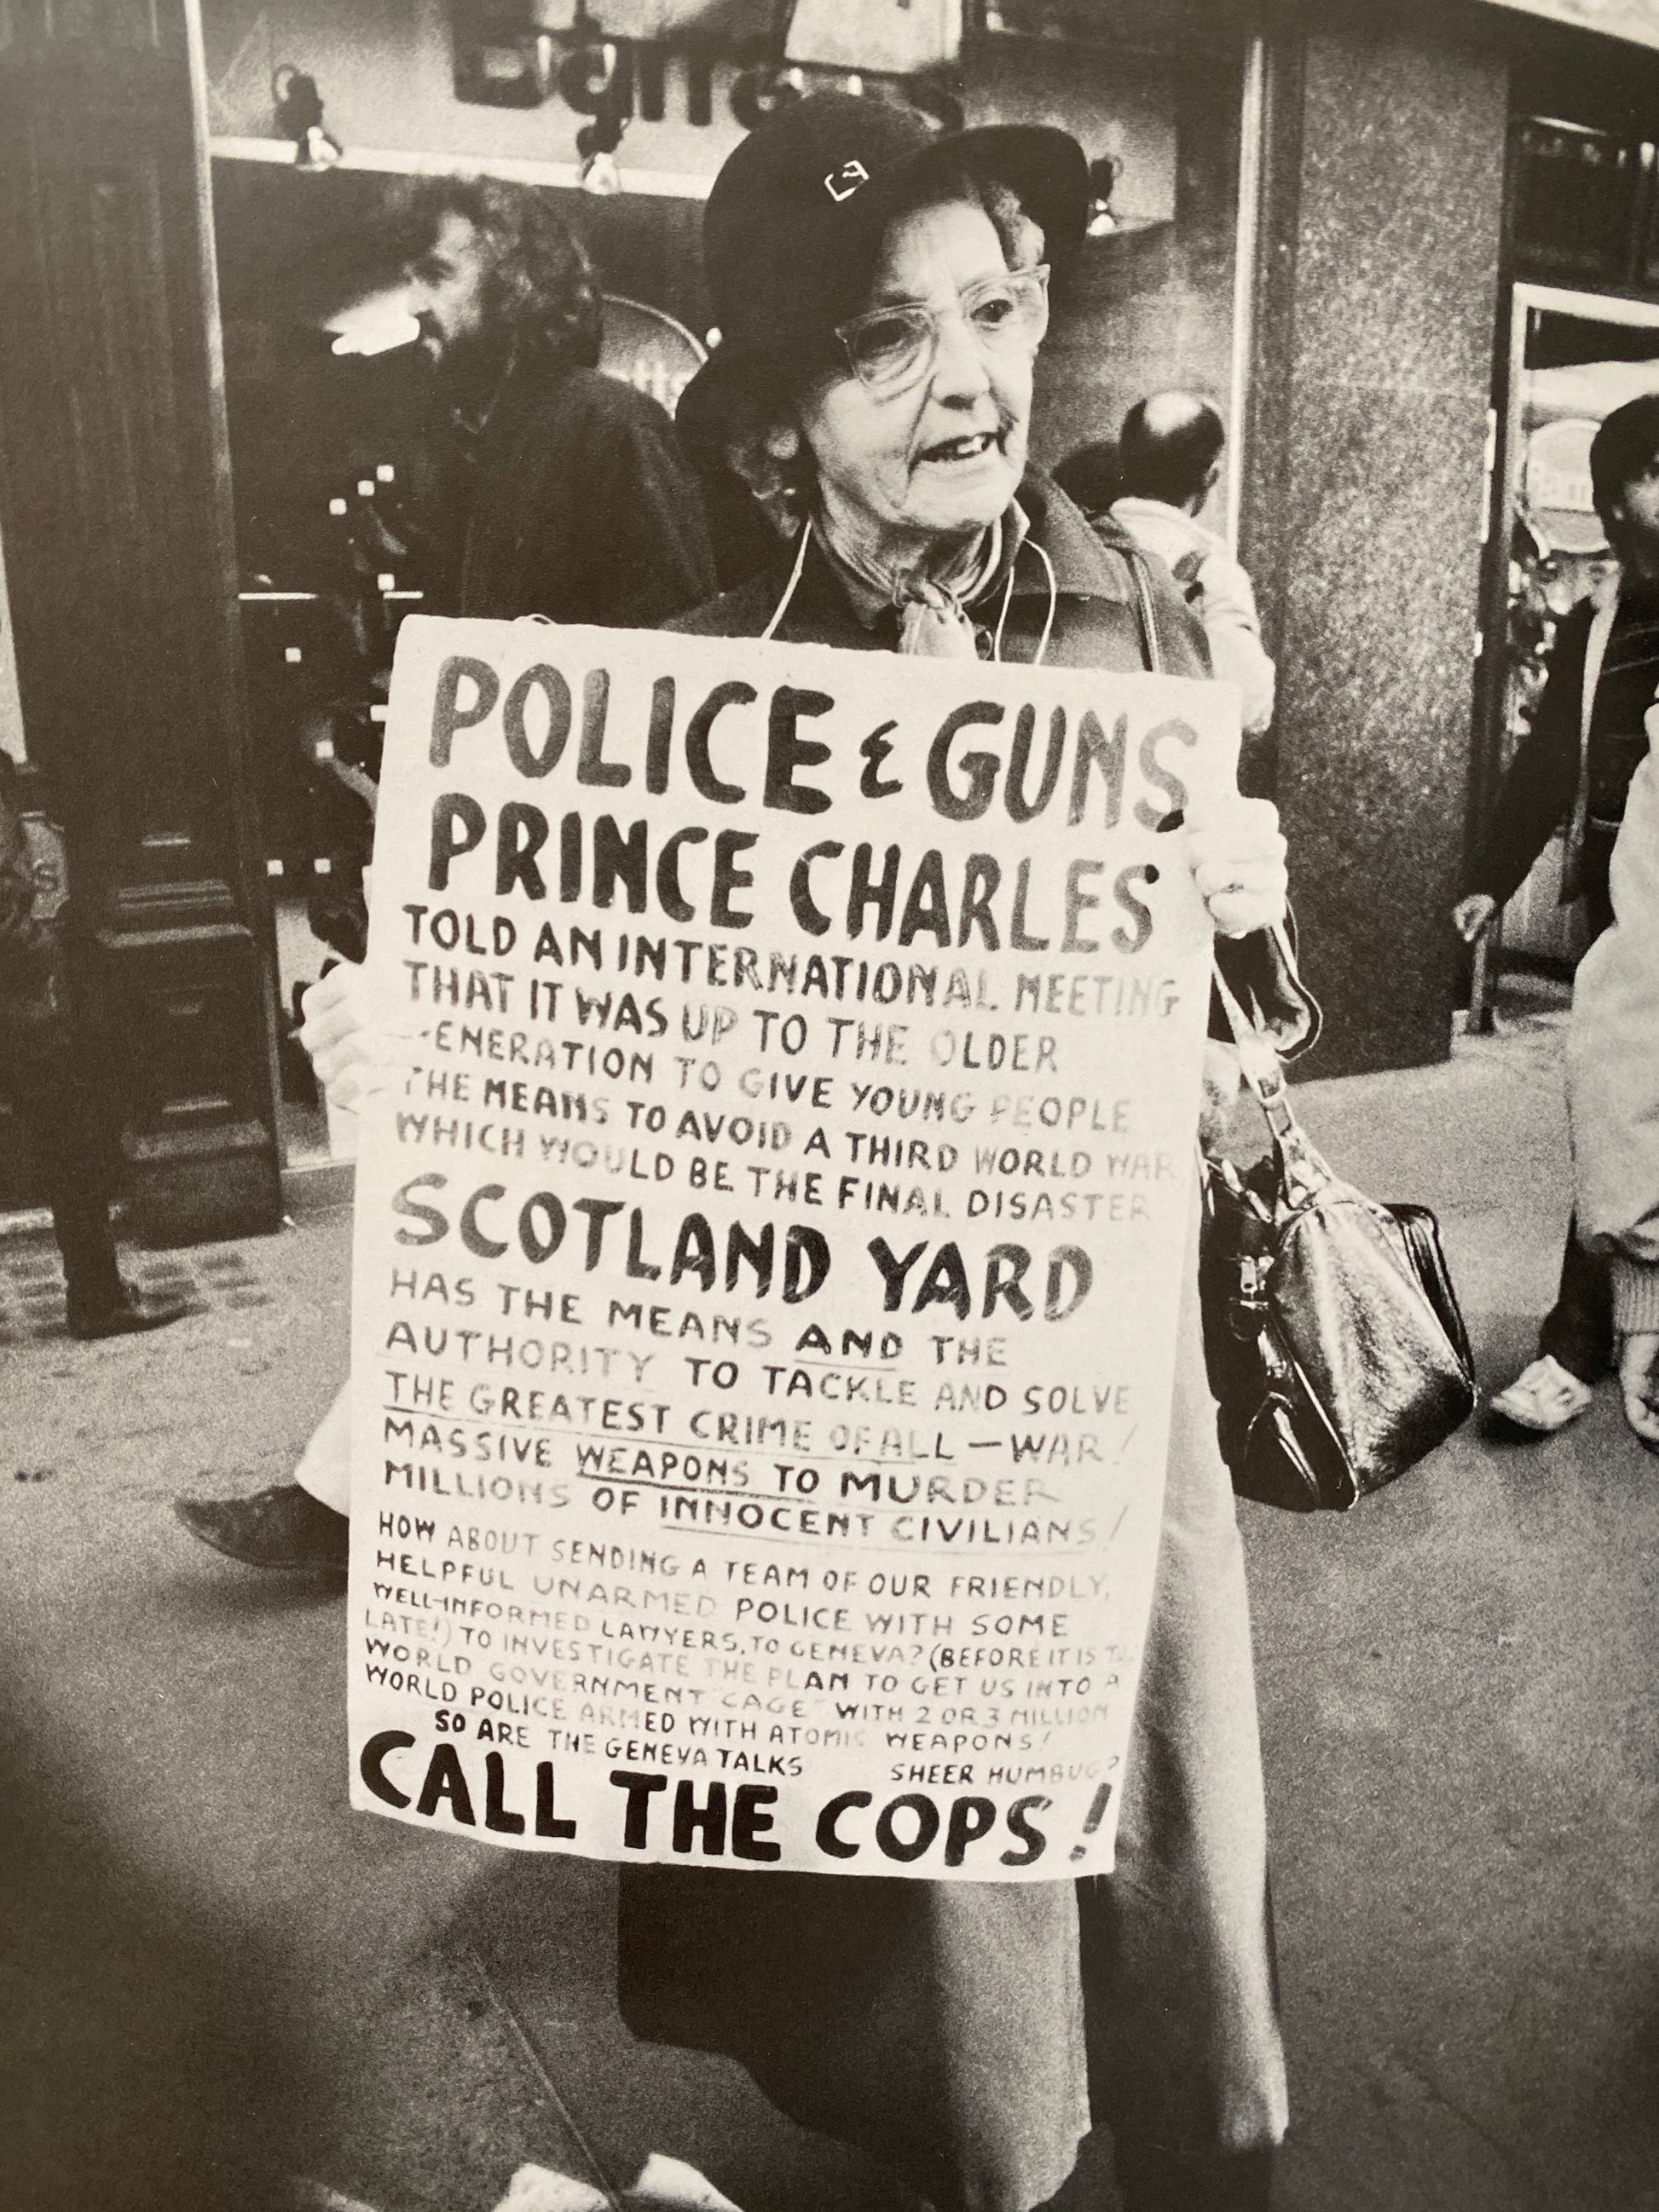 Barratts
POLICE & GUNS
PRINCE CHARLES
TOLD AN INTERNATIONAL MEETING
THAT IT WAS UP TO THE OLDER
ENERATION TO GIVE YOUNG PEOPLE
THE MEANS TO AVOID A THIRD WORLD WAR
WHICH WOULD BE THE FINAL DISASTER
SCOTLAND YARD
HAS THE MEANS AND THE
AUTHORITY TO TACKLE AND SOLVE
THE GREATEST CRIME OF ALL — WAR!
MASSIVE WEAPONS TO MURDER
MILLIONS OF INNOCENT CIVILIANS!
HOW ABOUT SENDING A TEAM OF OUR FRIENDLY,
HELPFUL UNARMED POLICE WITH SOME
WELL-INFORMED LAWYERS, TO GENEVA? (BEFORE IT IS
LATE!) TO INVESTIGATE THE PLAN TO GET US INTO A
WORLD GOVERNMENT "CAGE" WITH 2 OR 3 MILLION
WORLD POLICE ARMED WITH ATOMIC WEAPONS!
SO ARE THE GENEVA TALKS SHEER HUMBUG?
CALL THE COPS!